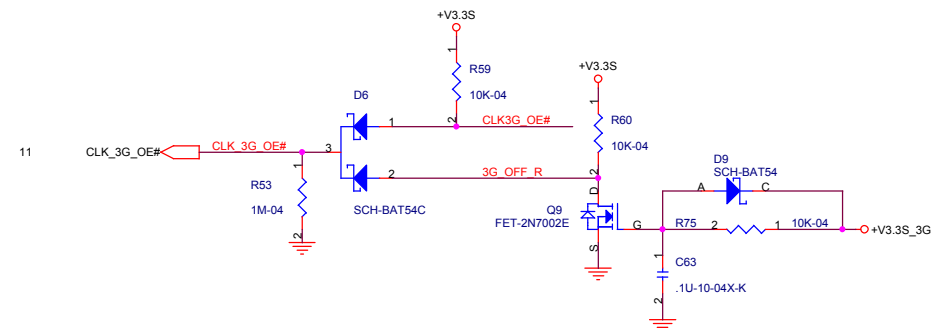 +V3.3S
1
R59
10K-04
2
+V3.3S
1
R60
10K-04
2
D6
1
CLK3G_OE#
11
CLK_3G_OE#
CLK_3G_OE#
3
2
3G_OFF_R
SCH-BAT54C
1
R53
1M-04
2
D
Q9
FET-2N7002E
G
S
D9
SCH-BAT54
A
C
R75
2
1
10K-04
+V3.3S_3G
1
C63
.1U-10-04X-K
2